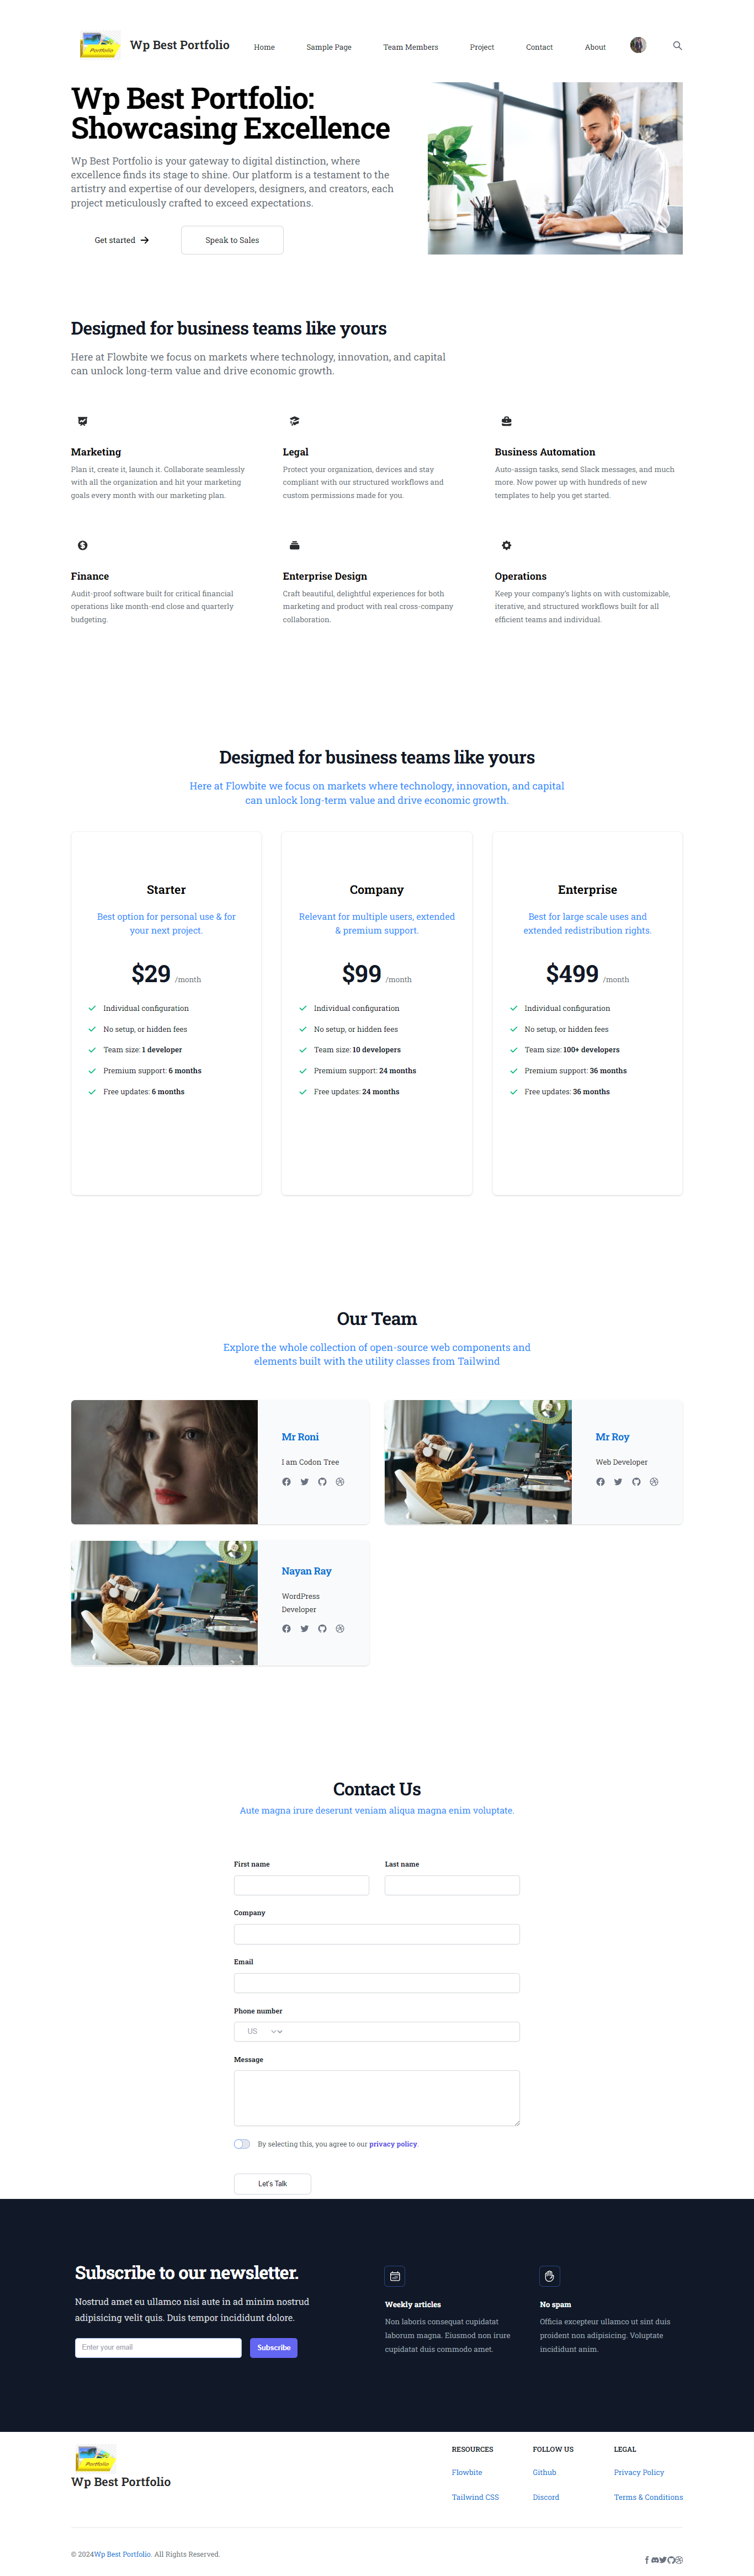 Portfolio
Wp Best Portfolio
Home
Sample Page
Team Members
Project
Contact
About
Wp Best Portfolio:
Showcasing Excellence
Wp Best Portfolio is your gateway to digital distinction, where
excellence finds its stage to shine. Our platform is a testament to the
artistry and expertise of our developers, designers, and creators, each
project meticulously crafted to exceed expectations.
Get started
Speak to Sales
Designed for business teams like yours
Here at Flowbite we focus on markets where technology, innovation, and capital
can unlock long-term value and drive economic growth.
Marketing
Plan it, create it, launch it. Collaborate seamlessly
with all the organization and hit your marketing
goals every month with our marketing plan.
Legal
Protect your organization, devices and stay
compliant with our structured workflows and
custom permissions made for you.
Business Automation
Auto-assign tasks, send Slack messages, and much
more. Now power up with hundreds of new
templates to help you get started.
Finance
Audit-proof software built for critical financial
operations like month-end close and quarterly
budgeting.
Enterprise Design
Craft beautiful, delightful experiences for both
marketing and product with real cross-company
collaboration.
Operations
Keep your company's lights on with customizable,
iterative, and structured workflows built for all
efficient teams and individual.
Designed for business teams like yours
Here at Flowbite we focus on markets where technology, innovation, and capital
can unlock long-term value and drive economic growth.
Starter
Best option for personal use & for
your next project.
$29 /month
Individual configuration
No setup, or hidden fees
Team size: 1 developer
Premium support: 6 months
Free updates: 6 months
Company
Relevant for multiple users, extended
& premium support.
$99 /month
Individual configuration
No setup, or hidden fees
Team size: 10 developers
Premium support: 24 months
Free updates: 24 months
Enterprise
Best for large scale uses and
extended redistribution rights.
$499 /month
Individual configuration
No setup, or hidden fees
Team size: 100+ developers
Premium support: 36 months
Free updates: 36 months
Our Team
Explore the whole collection of open-source web components and
elements built with the utility classes from Tailwind
Mr Roni
I am Codon Tree
Mr Roy
Web Developer
Nayan Ray
WordPress
Developer
Contact Us
Aute magna irure deserunt veniam aliqua magna enim voluptate.
First name
Last name
Company
Email
Phone number
US
Message
By selecting this, you agree to our privacy policy.
Let's Talk
Subscribe to our newsletter.
Nostrud amet eu ullamco nisi aute in ad minim nostrud
adipisicing velit quis. Duis tempor incididunt dolore.
Enter your email
Subscribe
Weekly articles
Non laboris consequat cupidatat
laborum magna. Eiusmod non irure
cupidatat duis commodo amet.
No spam
Officia excepteur ullamco ut sint duis
proident non adipisicing. Voluptate
incididunt anim.
Portfolio
Wp Best Portfolio
RESOURCES
Flowbite
Tailwind CSS
FOLLOW US
Github
Discord
LEGAL
Privacy Policy
Terms & Conditions
© 2024Wp Best Portfolio. All Rights Reserved.